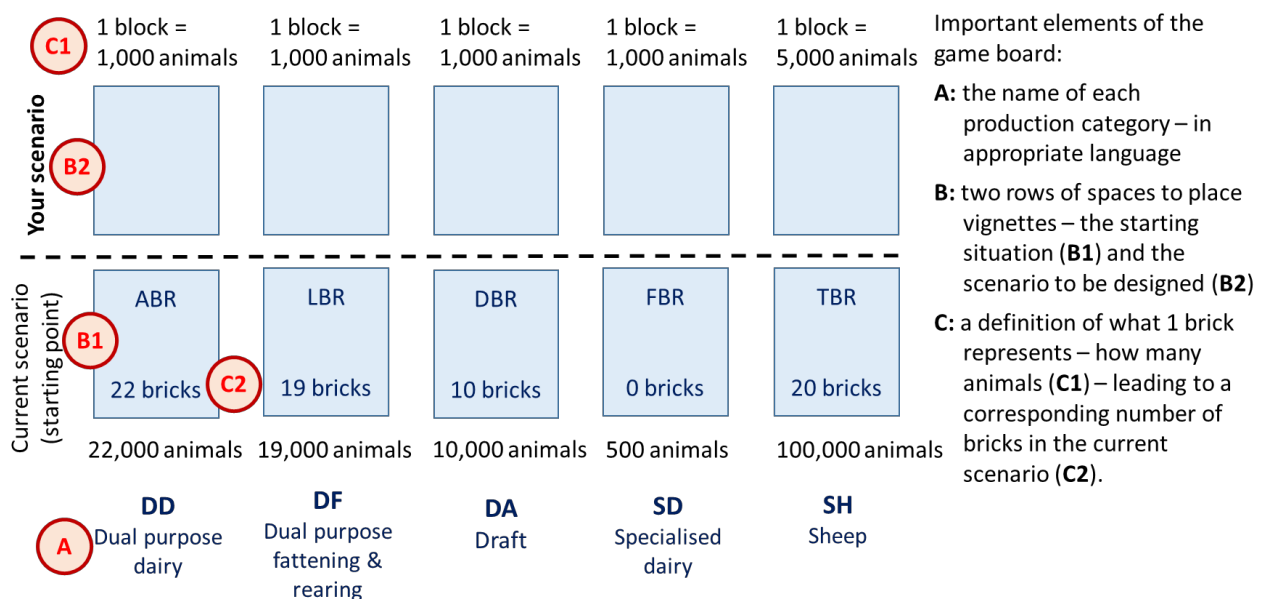 C1
1 block =
1,000 animals
1 block =
1,000 animals
1 block =
1,000 animals
1 block =
1,000 animals
1 block =
5,000 animals
Your scenario
B2
Current scenario
(starting point)
B1
ABR
22 bricks
C2
LBR
19 bricks
DBR
10 bricks
FBR
0 bricks
TBR
20 bricks
22,000 animals
19,000 animals
10,000 animals
500 animals
100,000 animals
A
DD
Dual purpose
dairy
DF
Dual purpose
fattening &
rearing
DA
Draft
SD
Specialised
dairy
SH
Sheep
Important elements of the
game board:
A: the name of each
production category – in
appropriate language
B: two rows of spaces to place
vignettes – the starting
situation (B1) and the
scenario to be designed (B2)
C: a definition of what 1 brick
represents – how many
animals (C1) – leading to a
corresponding number of
bricks in the current
scenario (C2).